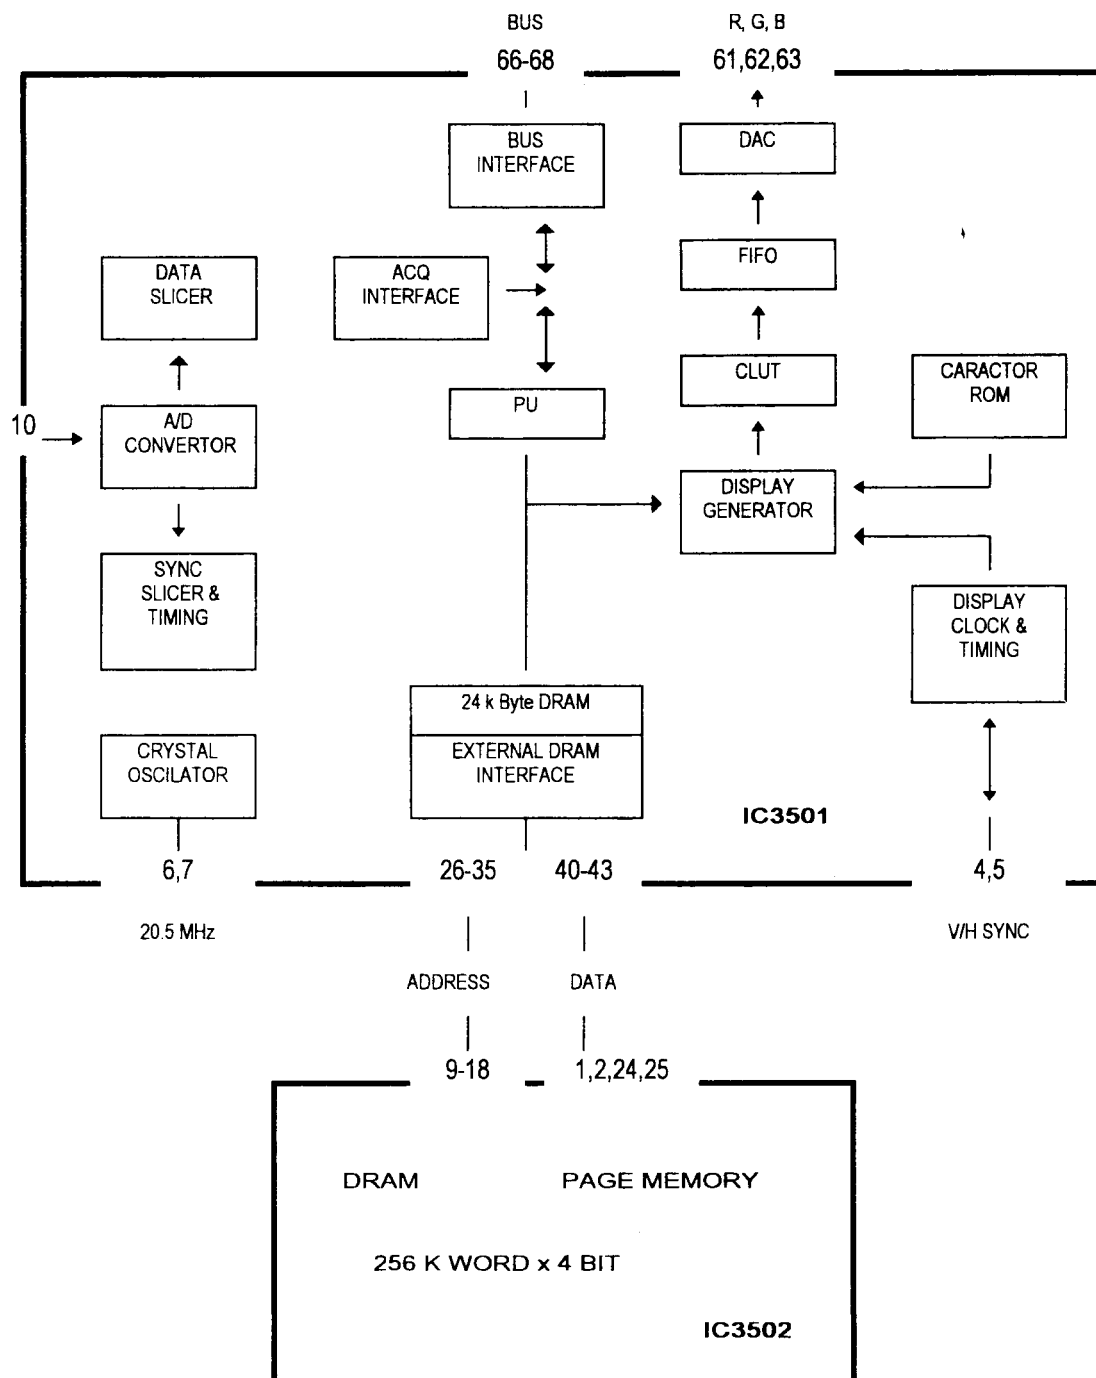 BUS
R, G, B
66-68
61,62,63
BUS
INTERFACE
DAC
DATA
SLICER
ACQ
INTERFACE
FIFO
CLUT
CARACTOR
ROM
10
A/D
CONVERTOR
PU
DISPLAY
GENERATOR
SYNC
SLICER &
TIMING
DISPLAY
CLOCK &
TIMING
24 k Byte DRAM
CRYSTAL
OSCILATOR
EXTERNAL DRAM
INTERFACE
IC3501
6,7
26-35
40-43
4,5
20.5 MHz
V/H SYNC
ADDRESS
DATA
9-18
1,2,24,25
DRAM
PAGE MEMORY
256 K WORD x 4 BIT
IC3502